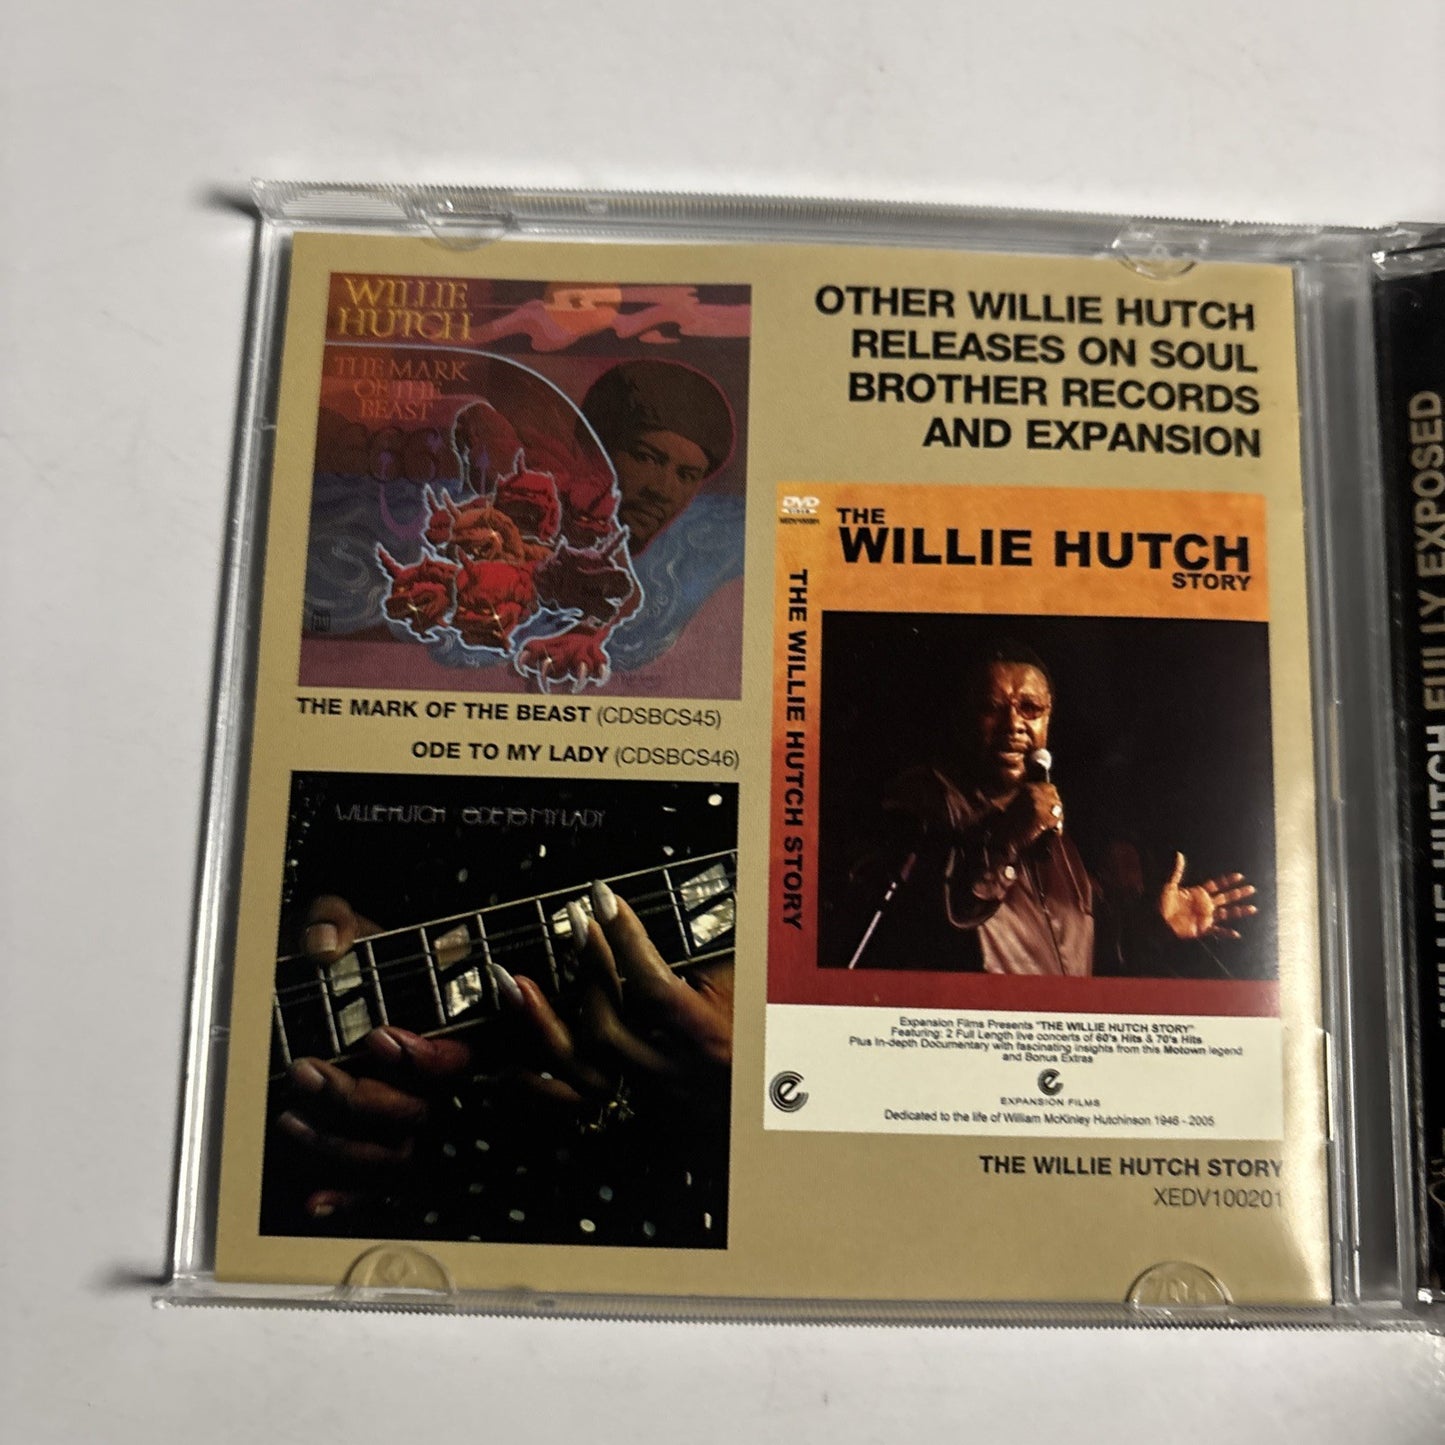 WILLIE
HUTCH
THE MARK
OF THE
BEAST
THE MARK OF THE BEAST (CDSBCS45)
ODE TO MY LADY (CDSBCS46)
WILLIE HUTCH ODE TO MY LADY
OTHER WILLIE HUTCH
RELEASES ON SOUL
BROTHER RECORDS
AND EXPANSION
DVD
VIDEO
XEDV100201
THE
WILLIE HUTCH
STORY
THE WILLIE HUTCH STORY
Expansion Films Presents "THE WILLIE HUTCH STORY"
Featuring: 2 Full Length live concerts of 60's Hits & 70's Hits
Plus In-depth Documentary with fascinating insights from this Motown legend
and Bonus Extras
EXPANSION FILMS
Dedicated to the life of William McKinley Hutchinson 1946 - 2005
THE WILLIE HUTCH STORY
XEDV100201
WILLIE HUTCH FULLY EXPOSED